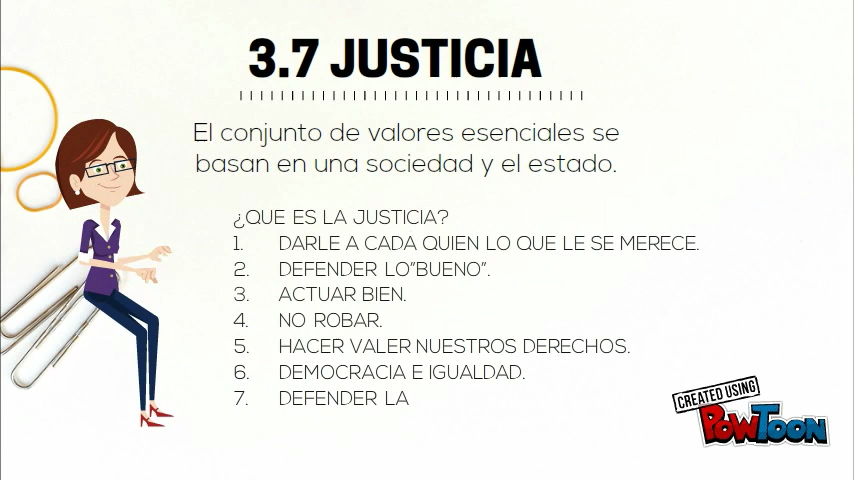 3.7 JUSTICIA
El conjunto de valores esenciales se
basan en una sociedad y el estado.
¿QUE ES LA JUSTICIA?
1. DARLE A CADA QUIEN LO QUE LE SE MERECE.
2. DEFENDER LO"BUENO".
3. ACTUAR BIEN.
4. NO ROBAR.
5. HACER VALER NUESTROS DERECHOS.
6. DEMOCRACIA E IGUALDAD.
7. DEFENDER LA
CREATED USING
POWTOON